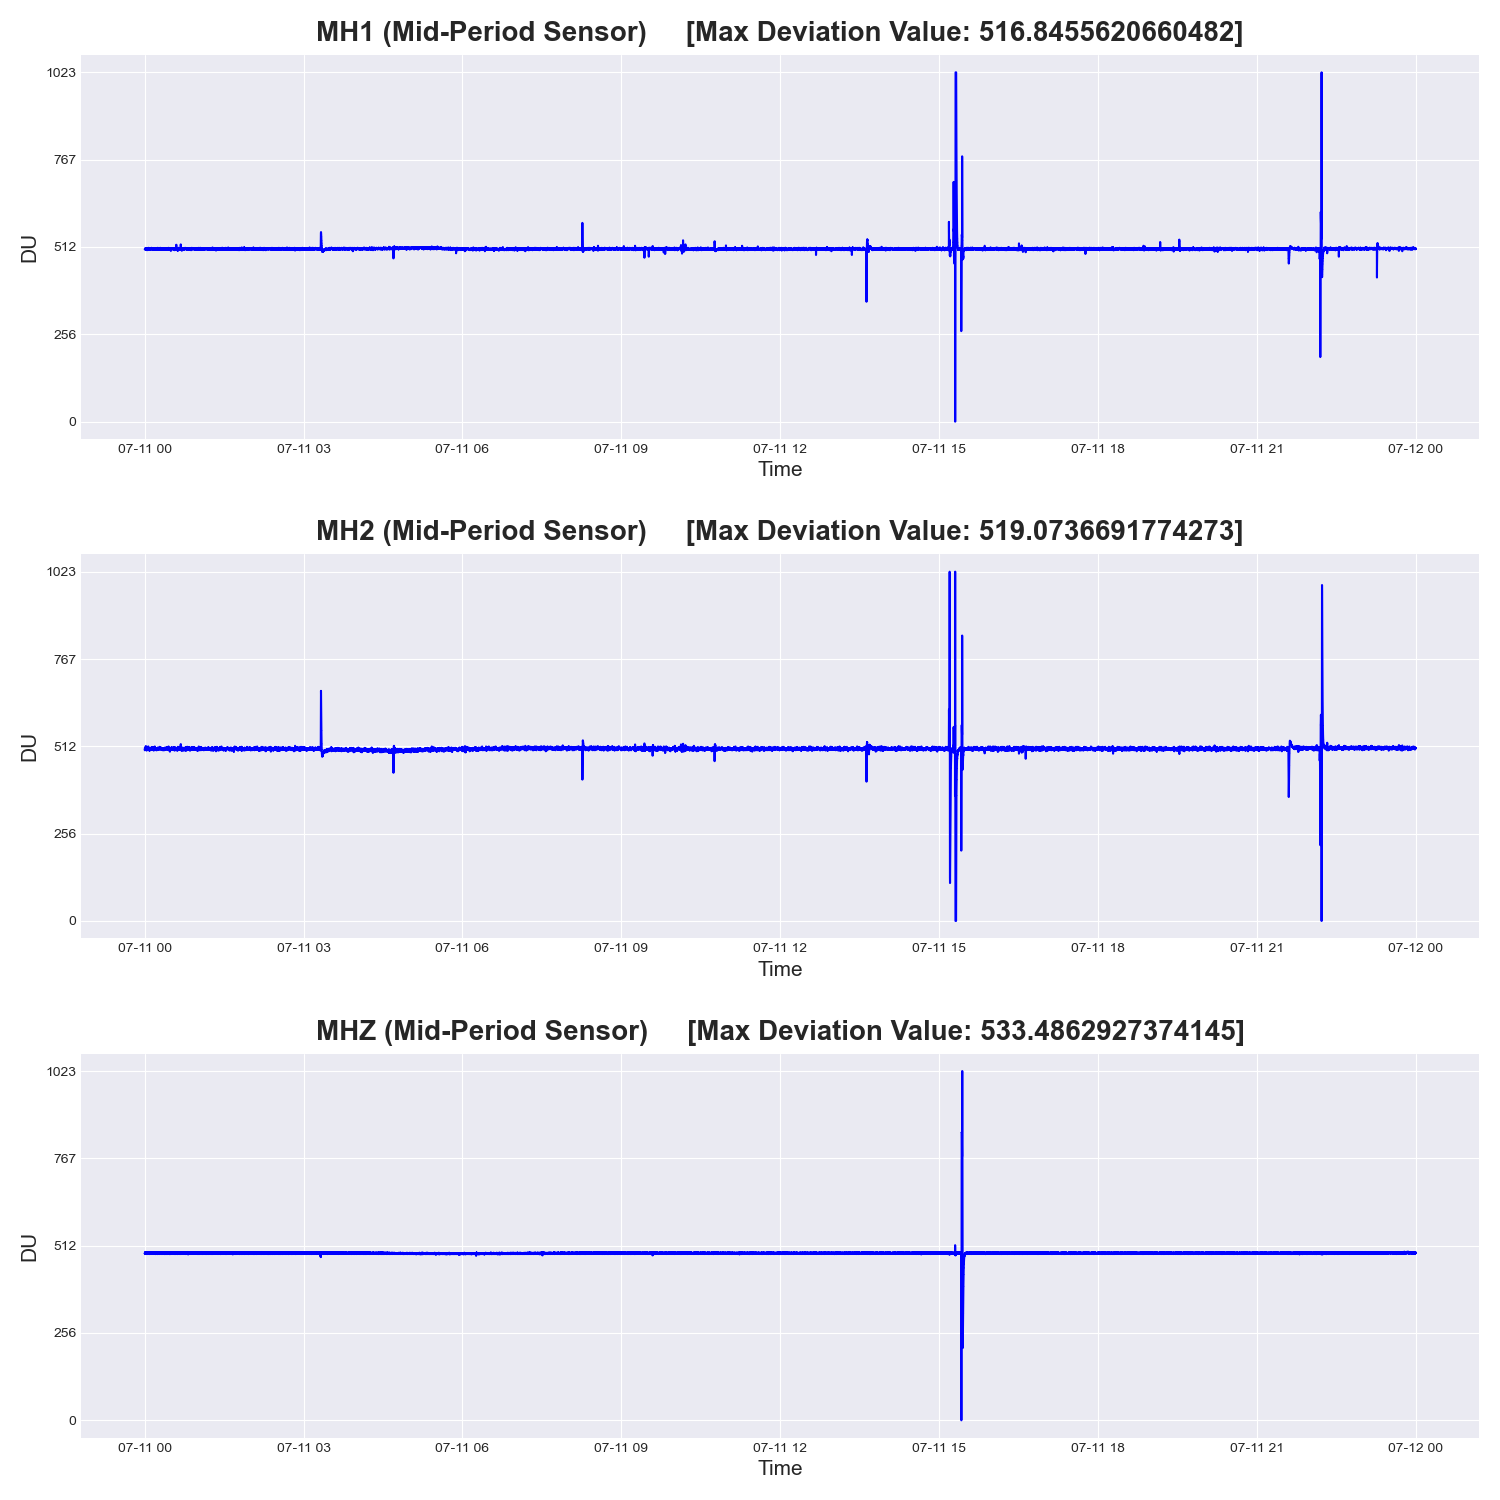 MH1 (Mid-Period Sensor) [Max Deviation Value: 516.8455620660482]
1023
767
512
256
0
DU
07-11 00 07-11 03 07-11 06 07-11 09 07-11 12 07-11 15 07-11 18 07-11 21 07-12 00
Time
MH2 (Mid-Period Sensor) [Max Deviation Value: 519.0736691774273]
1023
767
512
256
0
DU
07-11 00 07-11 03 07-11 06 07-11 09 07-11 12 07-11 15 07-11 18 07-11 21 07-12 00
Time
MHZ (Mid-Period Sensor) [Max Deviation Value: 533.4862927374145]
1023
767
512
256
0
DU
07-11 00 07-11 03 07-11 06 07-11 09 07-11 12 07-11 15 07-11 18 07-11 21 07-12 00
Time